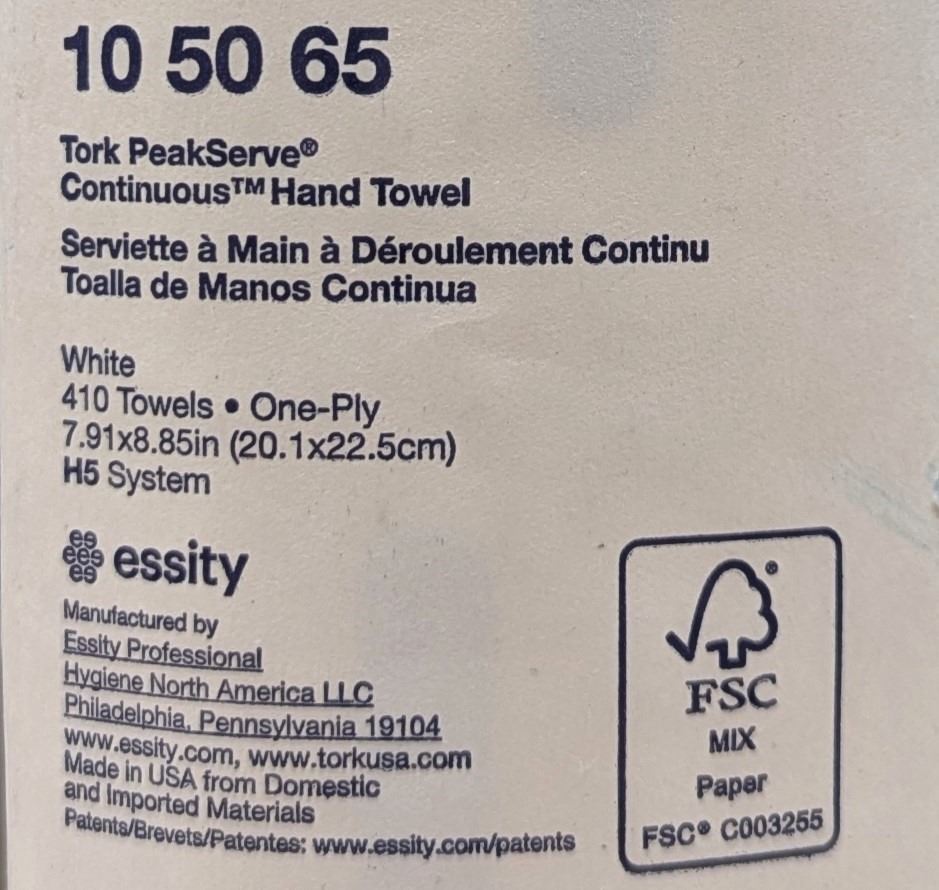 10 50 65
Tork PeakServe®
Continuous™ Hand Towel
Serviette à Main à Déroulement Continu
Toalla de Manos Continua
White
410 Towels • One-Ply
7.91x8.85in (20.1x22.5cm)
H5 System
essity
Manufactured by
Essity Professional
Hygiene North America LLC
Philadelphia, Pennsylvania 19104
www.essity.com, www.torkusa.com
Made in USA from Domestic
and Imported Materials
Patents/Brevets/Patentes: www.essity.com/patents
®
FSC
MIX
Paper
FSC® C003255